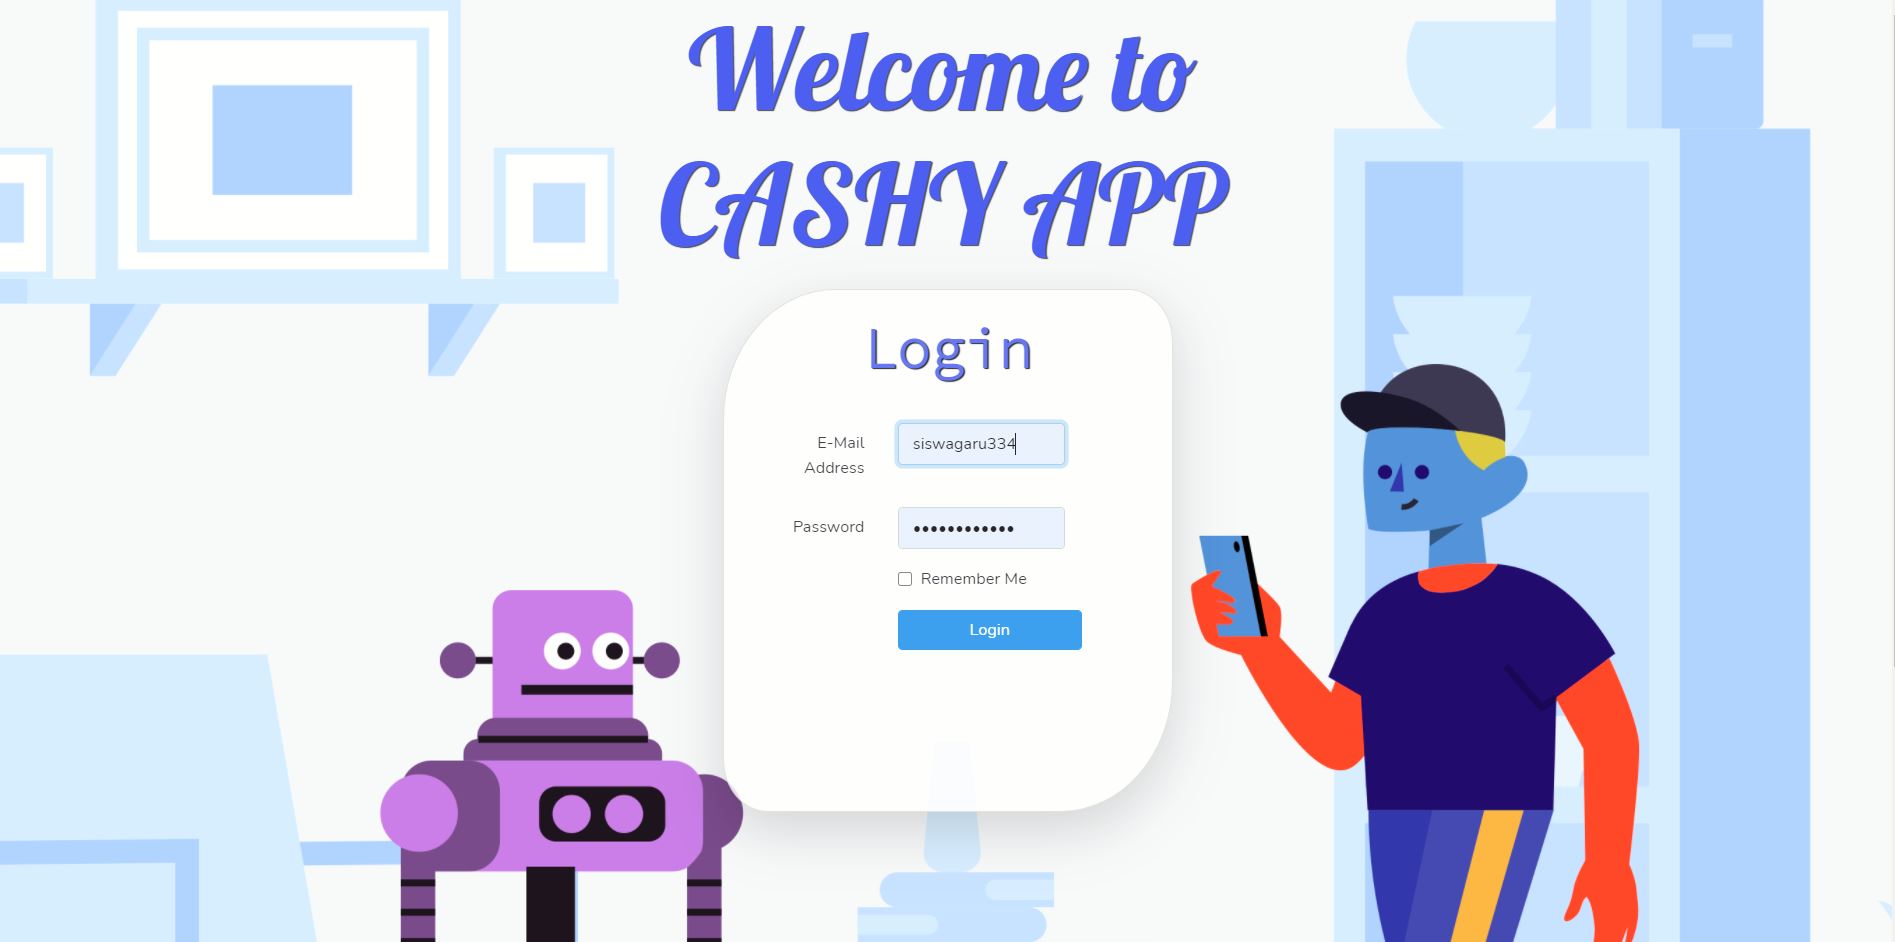 Welcome to
CASHY APP
Login
E-Mail
Address
siswagaru334
Password
••••••••••••
Remember Me
Login